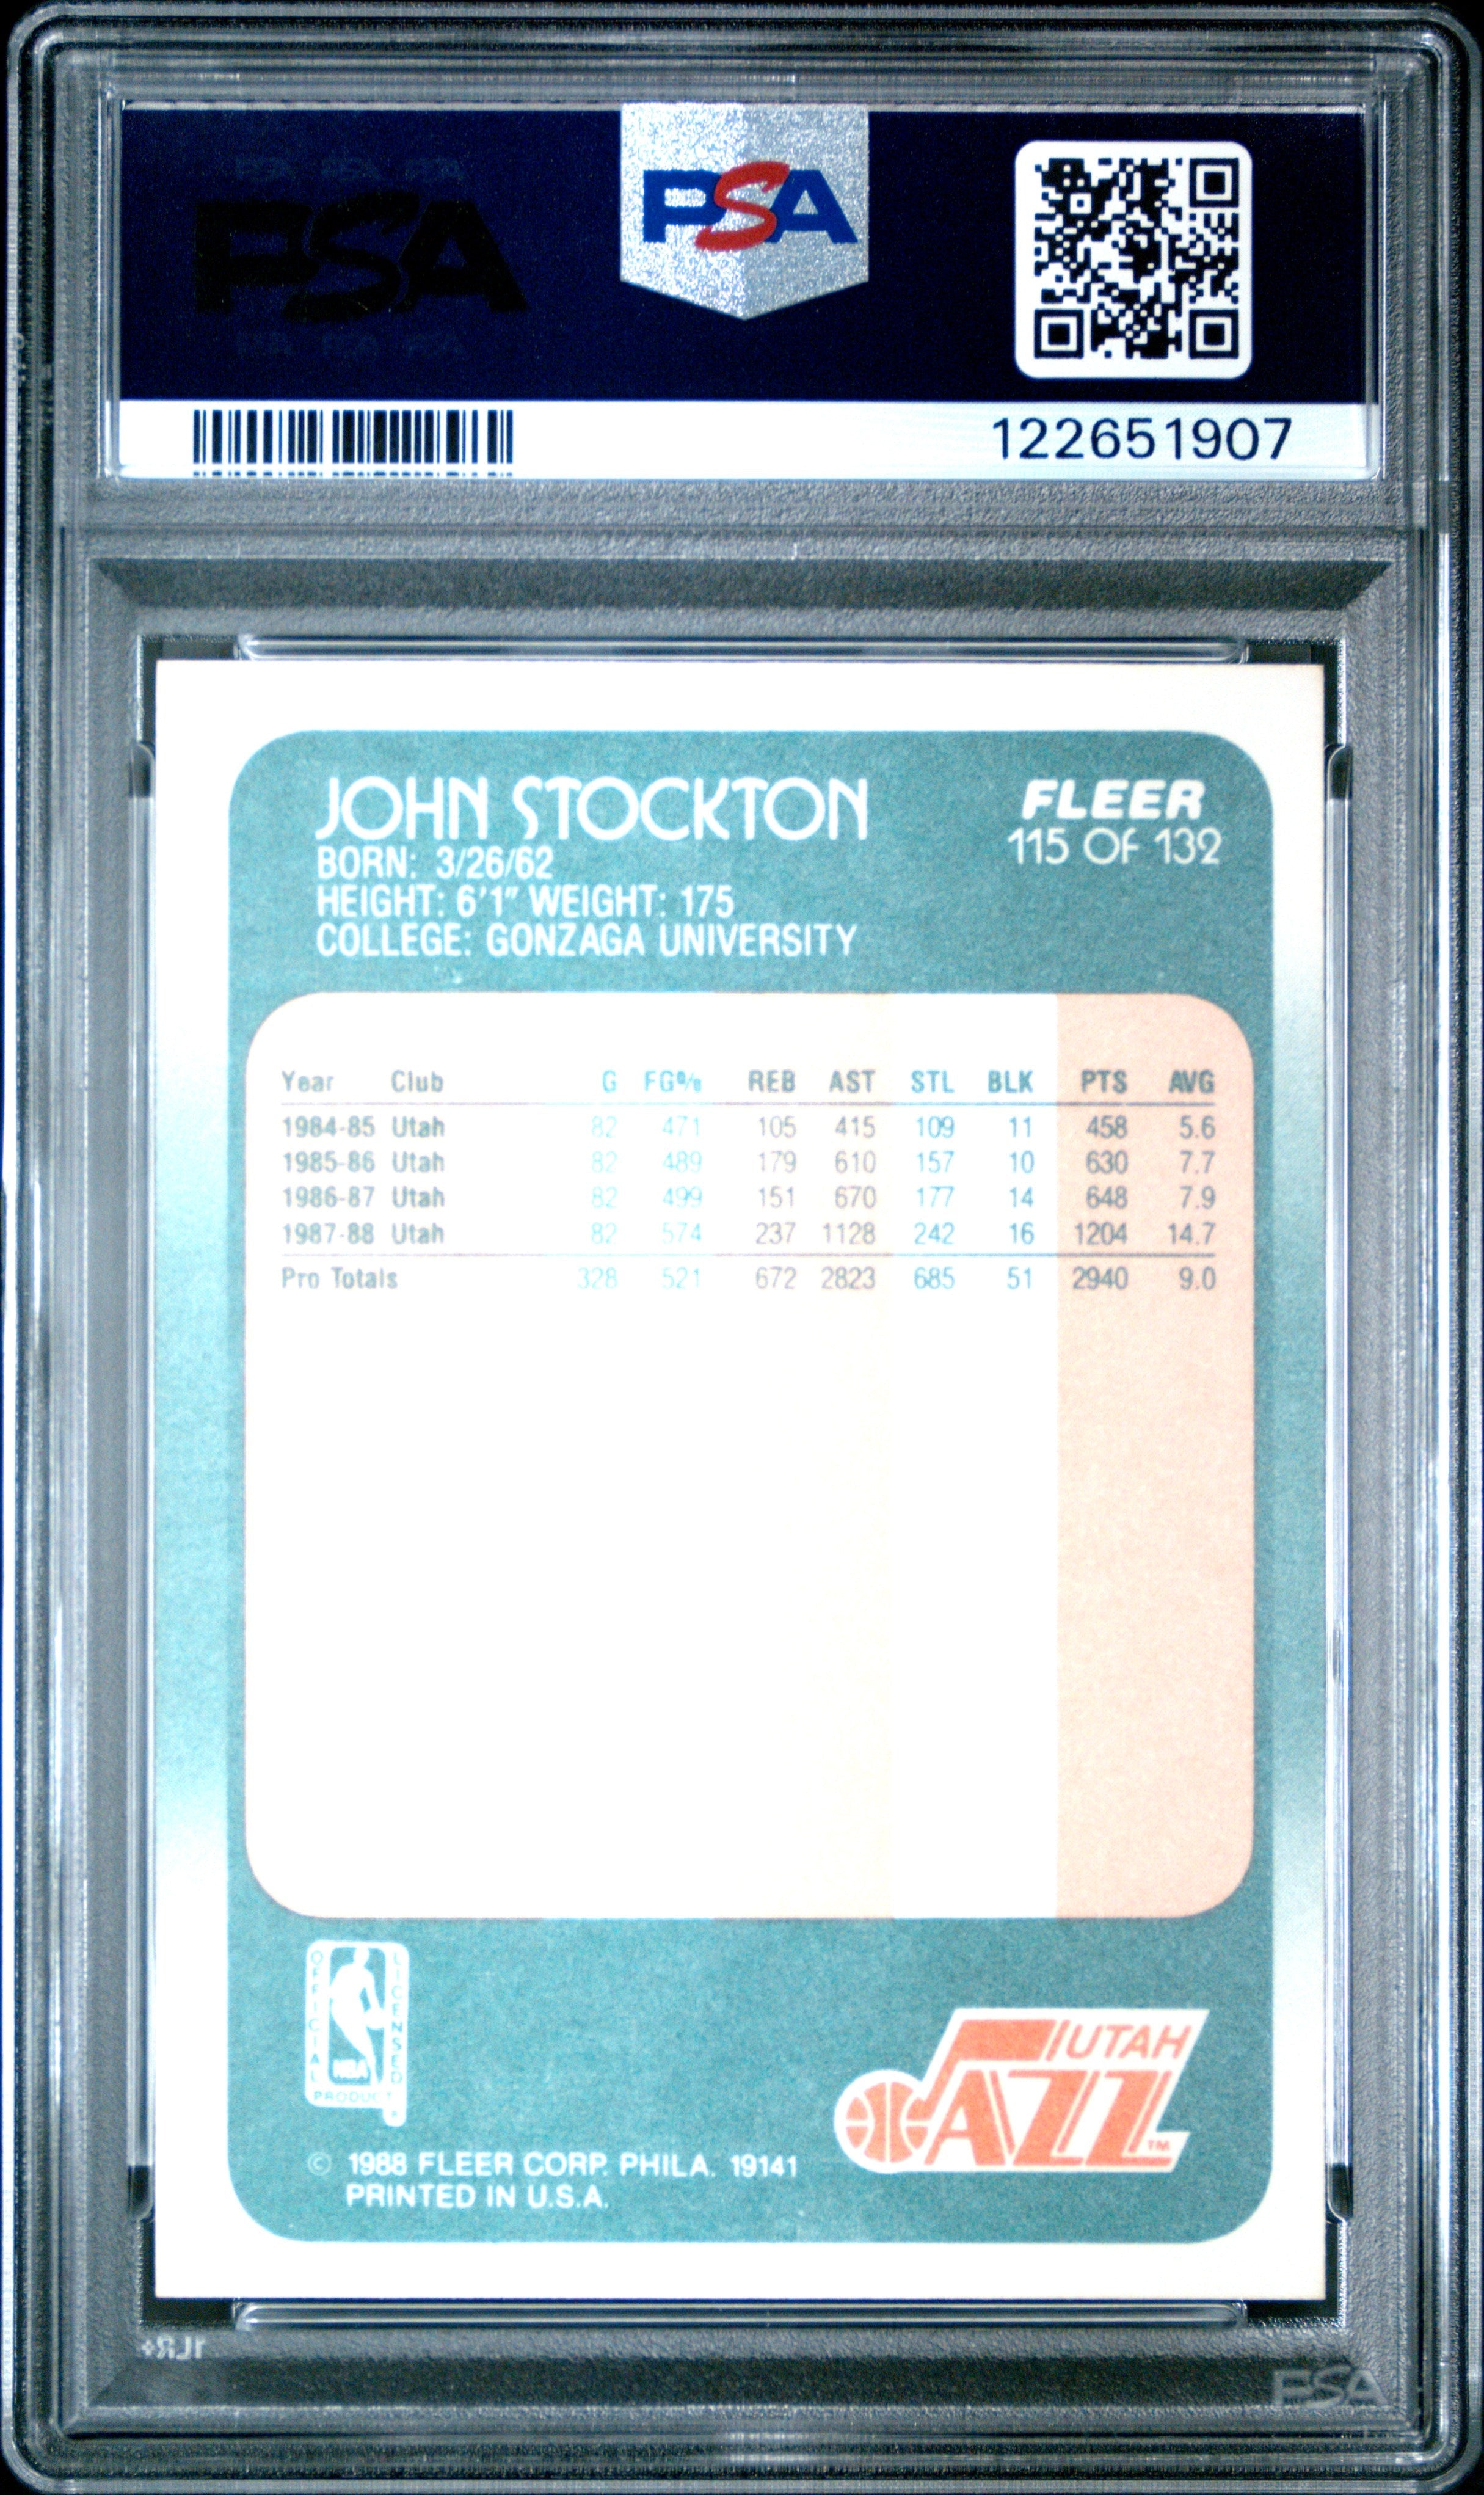 PSA
PSA
122651907
JOHN STOCKTON
FLEER
115 OF 132
BORN: 3/26/62
HEIGHT: 6'1" WEIGHT: 175
COLLEGE: GONZAGA UNIVERSITY
Year Club G FG% REB AST STL BLK PTS AVG
1984-85 Utah 82 471 105 415 109 11 458 5.6
1985-86 Utah 82 489 179 610 157 10 630 7.7
1986-87 Utah 82 499 151 670 177 14 648 7.9
1987-88 Utah 82 574 237 1128 242 16 1204 14.7
Pro Totals 328 521 672 2823 685 51 2940 9.0
OFFICIAL
LICENSED
NBA
PRODUCT
UTAH
JAZZ TM
© 1988 FLEER CORP. PHILA. 19141
PRINTED IN U.S.A.
PSA